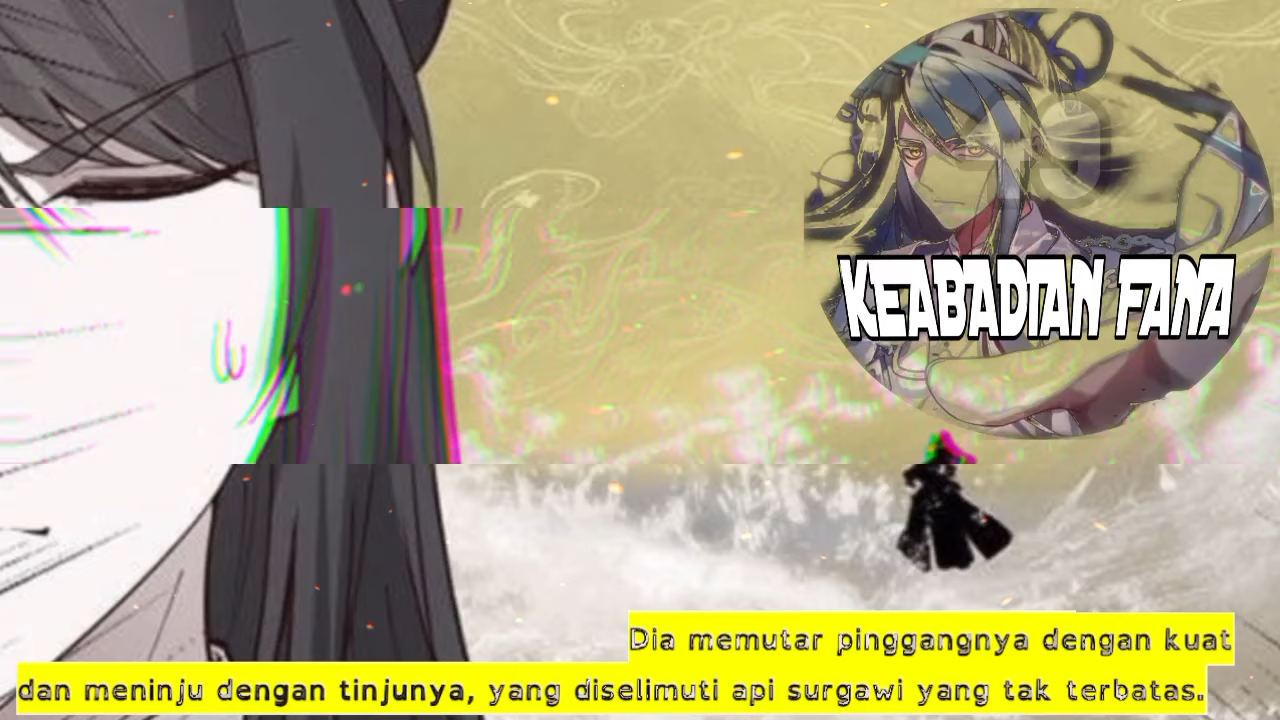 KEABADIAN FANA
Dia memutar pinggangnya dengan kuat
dan meninju dengan tinjunya, yang diselimuti api surgawi yang tak terbatas.